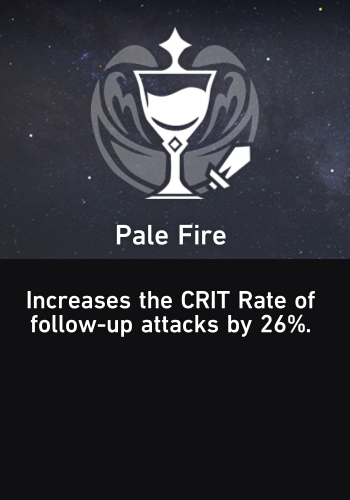 Pale Fire
Increases the CRIT Rate of
follow-up attacks by 26%.